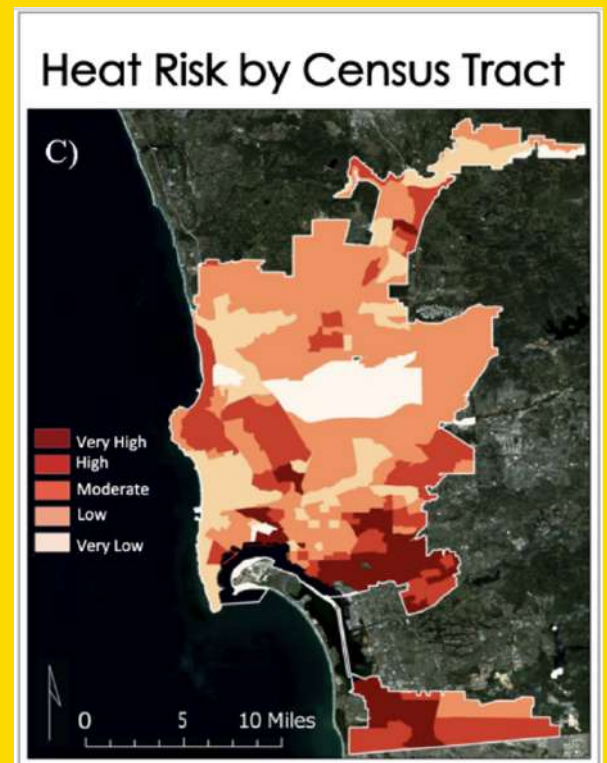 Heat Risk by Census Tract
C)
Very High
High
Moderate
Low
Very Low
0 5 10 Miles